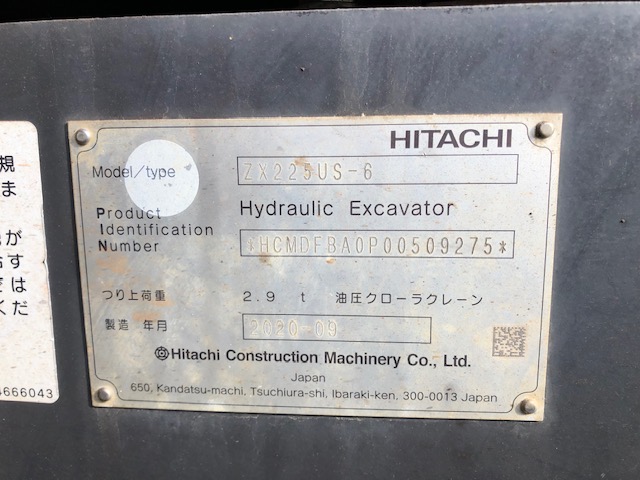 HITACHI
Model/type ZX225US-6
Product Identification Number Hydraulic Excavator
*HCMDFBA0P00509275*
つり上荷重 2.9 t 油圧クローラクレーン
製造 年月 2020-09
Hitachi Construction Machinery Co., Ltd.
Japan
650, Kandatsu-machi, Tsuchiura-shi, Ibaraki-ken, 300-0013 Japan
規
ま
が
です
は
くだ
4666043